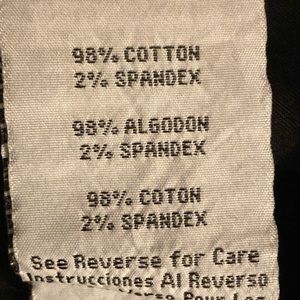 98% COTTON
2% SPANDEX
98% ALGODON
2% SPANDEX
98% COTON
2% SPANDEX
See Reverse for Care
Instrucciones Al Reverso